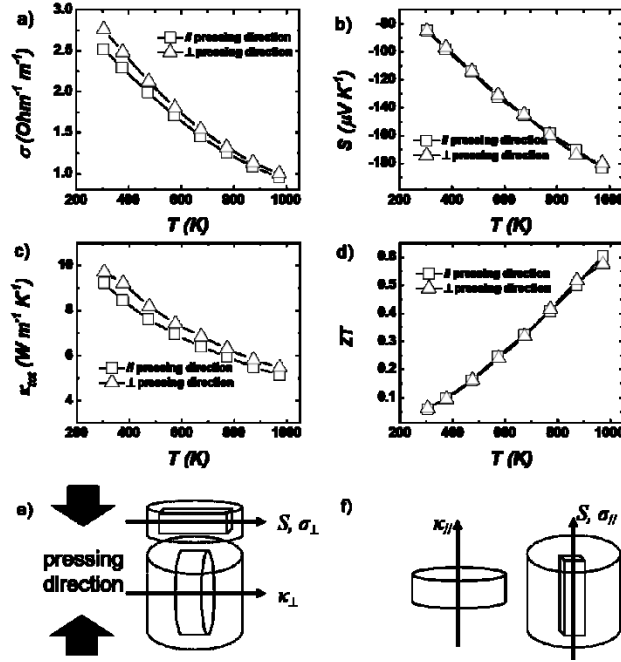 a)
3.0
2.5
2.0
1.5
1.0
σ (Ohm⁻¹ m⁻¹)
// pressing direction
⊥ pressing direction
200 400 600 800 1000
T (K)
b)
-80
-100
-120
-140
-160
-180
S (μV K⁻¹)
// pressing direction
⊥ pressing direction
200 400 600 800 1000
T (K)
c)
10
8
6
4
κtot (W m⁻¹ K⁻¹)
// pressing direction
⊥ pressing direction
200 400 600 800 1000
T (K)
d)
0.6
0.5
0.4
0.3
0.2
0.1
ZT
// pressing direction
⊥ pressing direction
200 400 600 800 1000
T (K)
e)
pressing
direction
S, σ⊥
κ⊥
f)
κ//
S, σ//